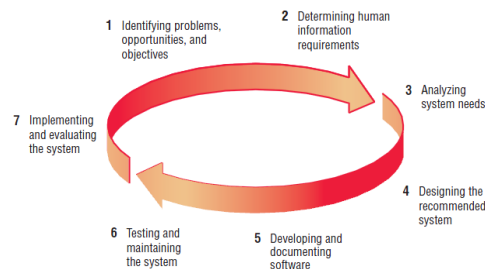 1 Identifying problems,
opportunities, and
objectives
2 Determining human
information
requirements
3 Analyzing
system needs
4 Designing the
recommended
system
5 Developing and
documenting
software
6 Testing and
maintaining
the system
7 Implementing
and evaluating
the system